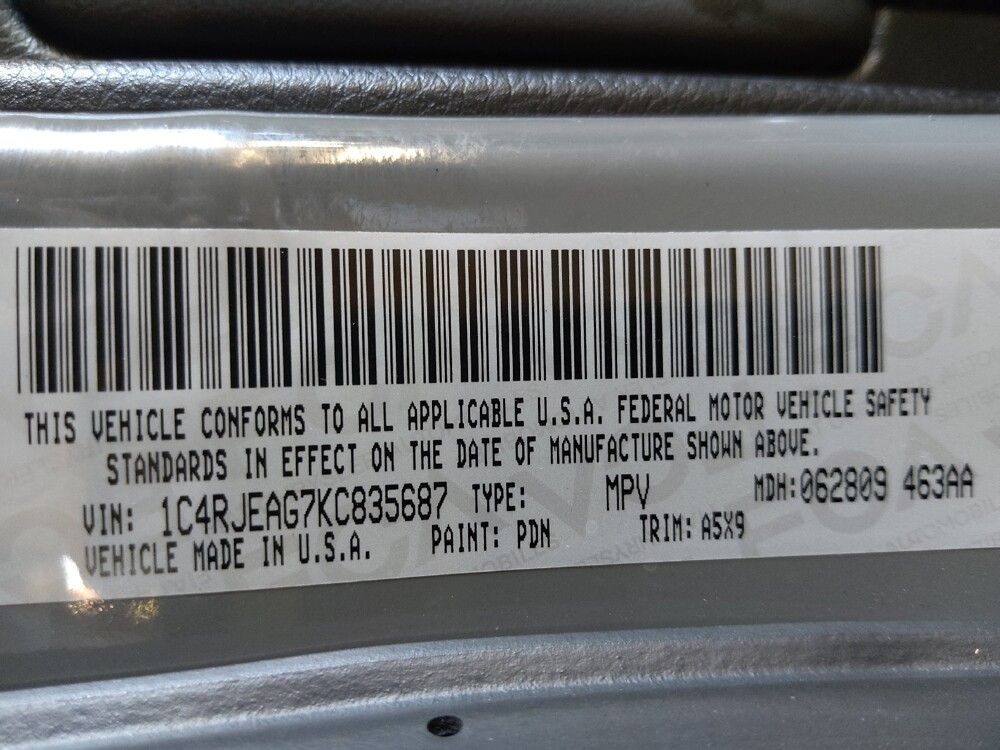 THIS VEHICLE CONFORMS TO ALL APPLICABLE U.S.A. FEDERAL MOTOR VEHICLE SAFETY
STANDARDS IN EFFECT ON THE DATE OF MANUFACTURE SHOWN ABOVE.
VIN: 1C4RJEAG7KC835687 TYPE: MPV MDH:062809 463AA
VEHICLE MADE IN U.S.A. PAINT: PDN TRIM: A5X9